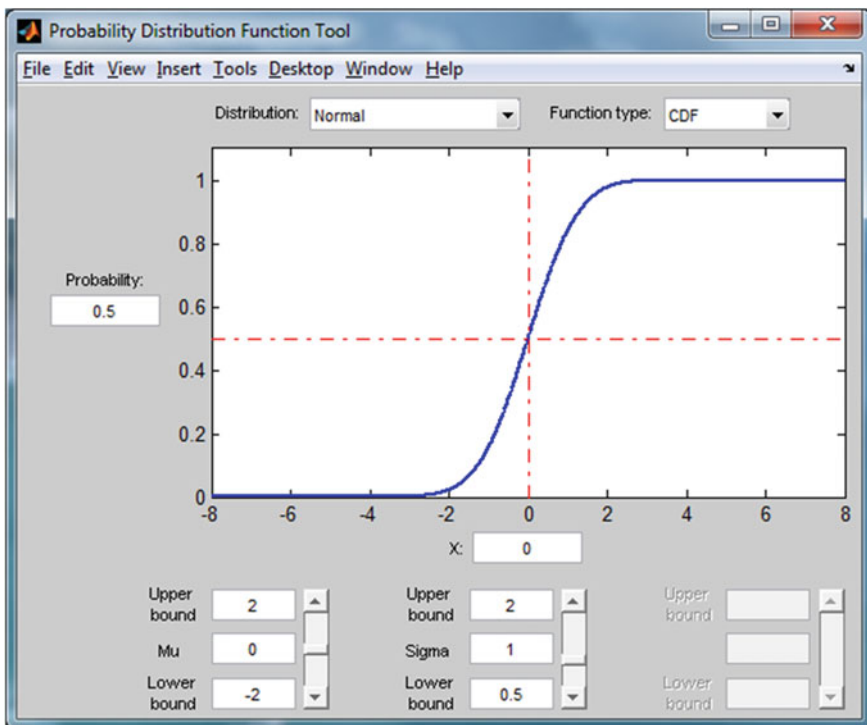 Probability Distribution Function Tool
File Edit View Insert Tools Desktop Window Help
Distribution: Normal Function type: CDF
1
0.8
Probability:
0.5
0.6
0.4
0.2
0
-8 -6 -4 -2 0 2 4 6 8
X: 0
Upper bound 2 Upper bound 2 Upper bound
Mu 0 Sigma 1
Lower bound -2 Lower bound 0.5 Lower bound